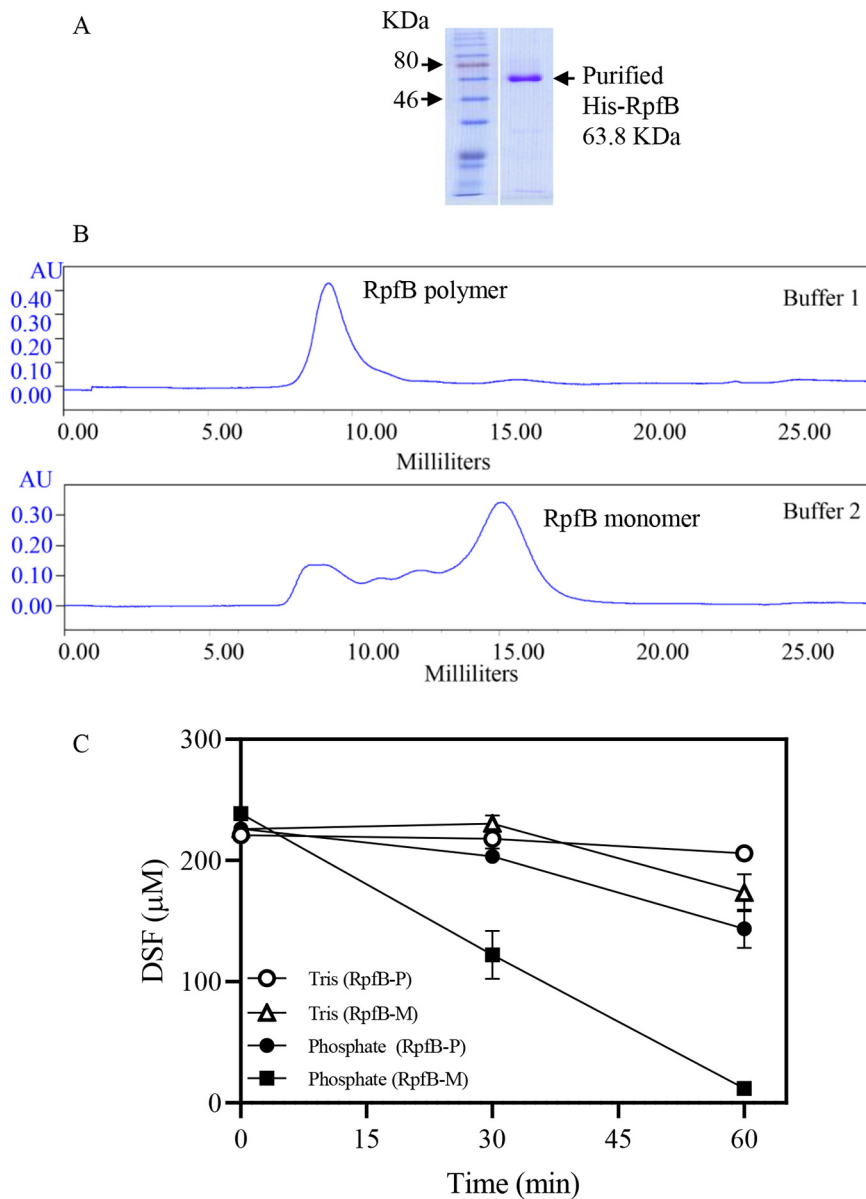 A
KDa
80
46
Purified
His-RpfB
63.8 KDa
B
AU
0.40
0.30
0.20
0.10
0.00
RpfB polymer
Buffer 1
0.00 5.00 10.00 15.00 20.00 25.00
Milliliters
AU
0.30
0.10
0.00
RpfB monomer
Buffer 2
0.00 5.00 10.00 15.00 20.00 25.00
Milliliters
C
300
200
100
0
DSF (µM)
Tris (RpfB-P)
Tris (RpfB-M)
Phosphate (RpfB-P)
Phosphate (RpfB-M)
0 15 30 45 60
Time (min)